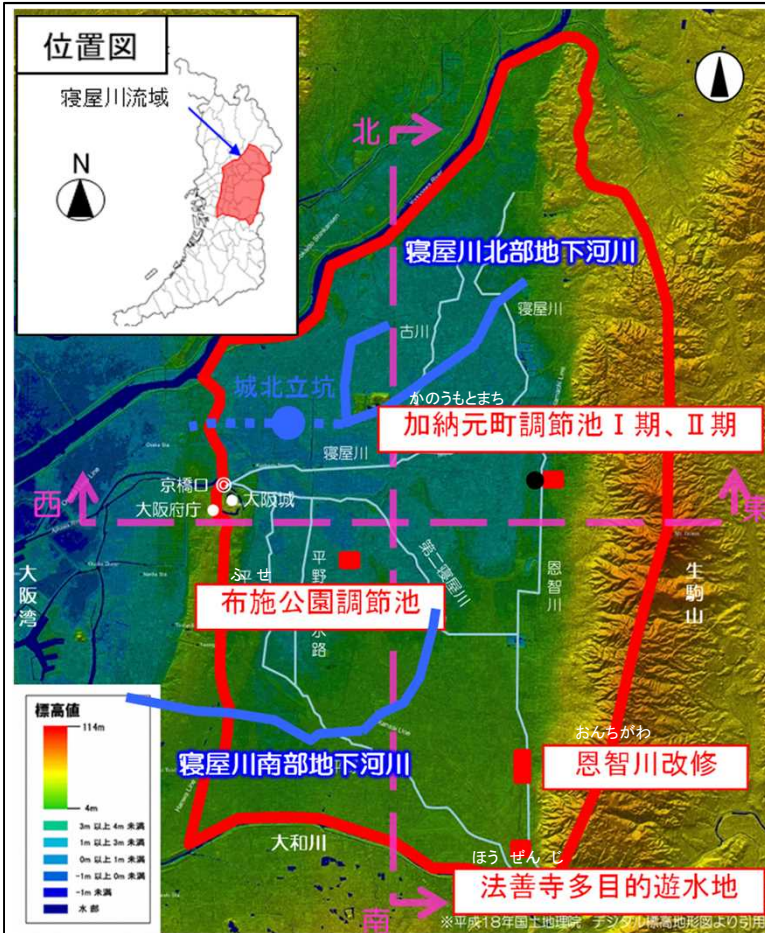 位置図
寝屋川流域
N
北
寝屋川北部地下河川
寝屋川
古川
城北立坑
かのうもとまち
加納元町調節池Ⅰ期、Ⅱ期
寝屋川
京橋口
大阪城
大阪府庁
西
東
大阪湾
平野
水路
第二寝屋川
恩智川
生駒山
ふせ
布施公園調節池
標高値
114m
4m
3m 以上 4m 未満
1m 以上 3m 未満
0m 以上 1m 未満
-1m 以上 0m 未満
-1m 未満
水部
寝屋川南部地下河川
おんちがわ
恩智川改修
大和川
ほうぜんじ
法善寺多目的遊水地
南
※平成18年国土地理院 デジタル標高地形図より引用